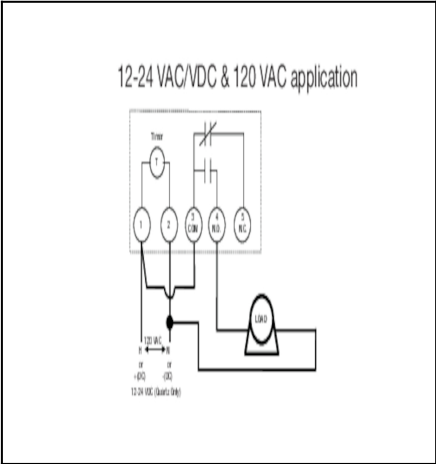 12-24 VAC/VDC & 120 VAC application
Timer
T
1
2
3
COM.
4
N.O.
5
N.C.
LOAD
120 VAC
H
N
or
or
+(DC)
-(DC)
12-24 VDC (Quartz Only)